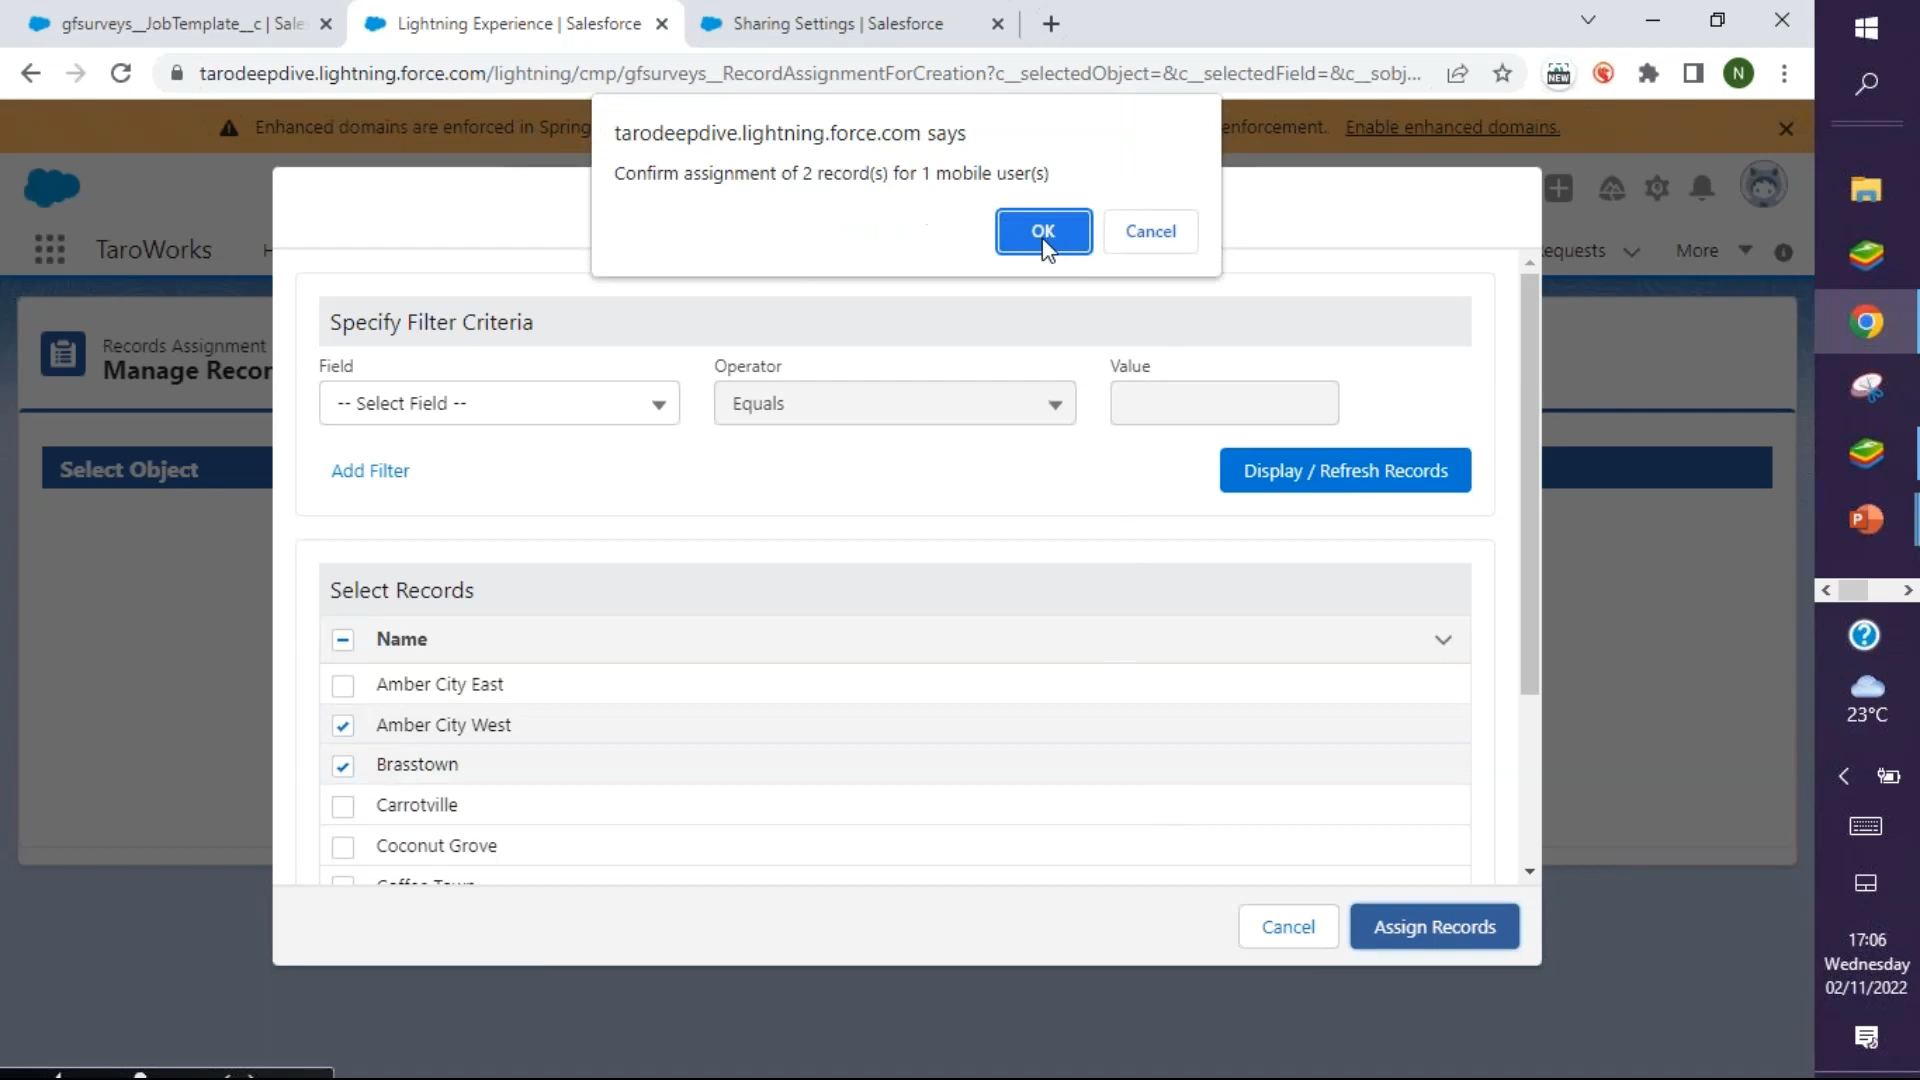 gfsurveys__JobTemplate__c | Sale
Lightning Experience | Salesforce
Sharing Settings | Salesforce
tarodeepdive.lightning.force.com/lightning/cmp/gfsurveys__RecordAssignmentForCreation?c__selectedObject=&c__selectedField=&c__sobj...
NEW
N
Enhanced domains are enforced in Spring
enforcement. Enable enhanced domains.
tarodeepdive.lightning.force.com says
Confirm assignment of 2 record(s) for 1 mobile user(s)
OK
Cancel
TaroWorks
equests
More
Records Assignment
Manage Recor
Select Object
Specify Filter Criteria
Field
Operator
Value
-- Select Field --
Equals
Add Filter
Display / Refresh Records
Select Records
Name
Amber City East
Amber City West
Brasstown
Carrotville
Coconut Grove
Cancel
Assign Records
P
23°C
17:06
Wednesday
02/11/2022